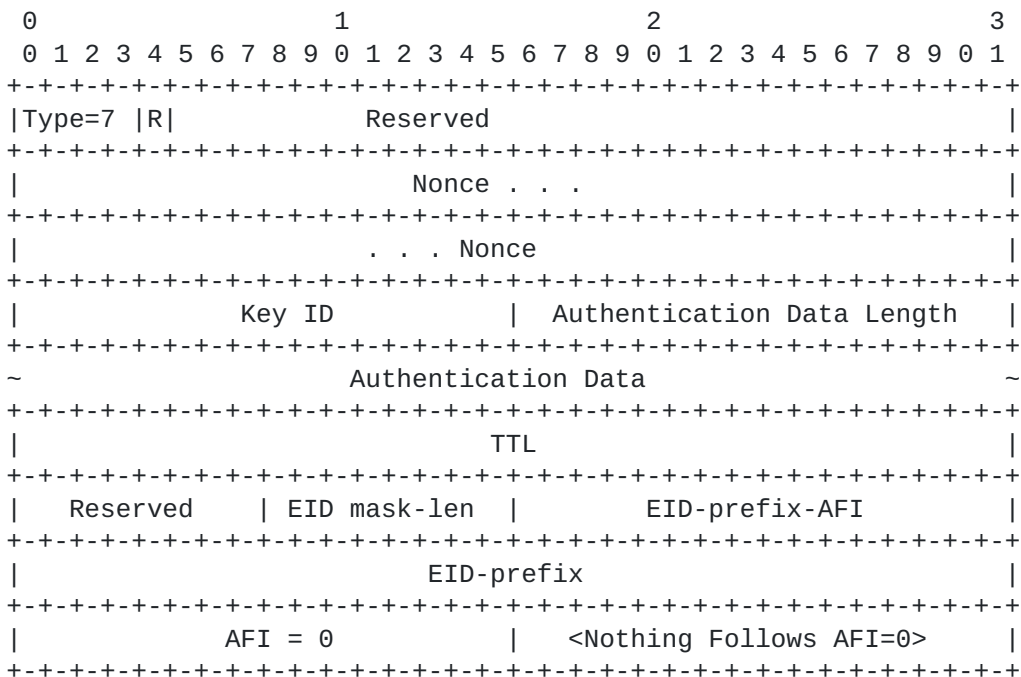 0                   1                   2                   3
 0 1 2 3 4 5 6 7 8 9 0 1 2 3 4 5 6 7 8 9 0 1 2 3 4 5 6 7 8 9 0 1
+-+-+-+-+-+-+-+-+-+-+-+-+-+-+-+-+-+-+-+-+-+-+-+-+-+-+-+-+-+-+-+-+
|Type=7 |R|            Reserved                                 |
+-+-+-+-+-+-+-+-+-+-+-+-+-+-+-+-+-+-+-+-+-+-+-+-+-+-+-+-+-+-+-+-+
|                         Nonce . . .                           |
+-+-+-+-+-+-+-+-+-+-+-+-+-+-+-+-+-+-+-+-+-+-+-+-+-+-+-+-+-+-+-+-+
|                      . . . Nonce                              |
+-+-+-+-+-+-+-+-+-+-+-+-+-+-+-+-+-+-+-+-+-+-+-+-+-+-+-+-+-+-+-+-+
|              Key ID           |  Authentication Data Length   |
+-+-+-+-+-+-+-+-+-+-+-+-+-+-+-+-+-+-+-+-+-+-+-+-+-+-+-+-+-+-+-+-+
~                     Authentication Data                       ~
+-+-+-+-+-+-+-+-+-+-+-+-+-+-+-+-+-+-+-+-+-+-+-+-+-+-+-+-+-+-+-+-+
|                              TTL                              |
+-+-+-+-+-+-+-+-+-+-+-+-+-+-+-+-+-+-+-+-+-+-+-+-+-+-+-+-+-+-+-+-+
|   Reserved    | EID mask-len  |        EID-prefix-AFI         |
+-+-+-+-+-+-+-+-+-+-+-+-+-+-+-+-+-+-+-+-+-+-+-+-+-+-+-+-+-+-+-+-+
|                          EID-prefix                           |
+-+-+-+-+-+-+-+-+-+-+-+-+-+-+-+-+-+-+-+-+-+-+-+-+-+-+-+-+-+-+-+-+
|             AFI = 0           |   <Nothing Follows AFI=0>     |
+-+-+-+-+-+-+-+-+-+-+-+-+-+-+-+-+-+-+-+-+-+-+-+-+-+-+-+-+-+-+-+-+